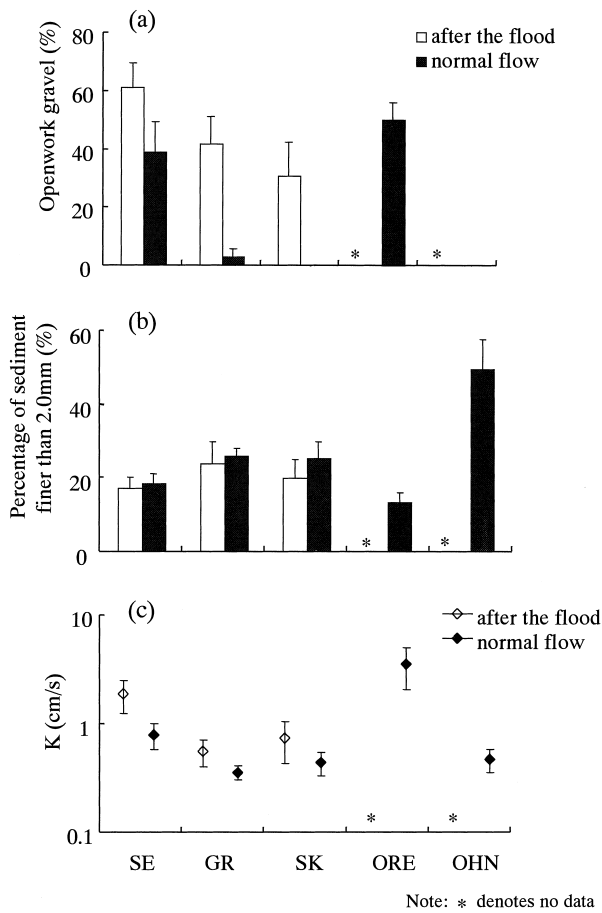 (a)
after the flood
normal flow
Openwork gravel (%)
80
60
40
20
0
*
*
(b)
Percentage of sediment
finer than 2.0mm (%)
60
40
20
0
*
*
(c)
after the flood
normal flow
K (cm/s)
10
1
0.1
*
*
SE GR SK ORE OHN
Note: * denotes no data